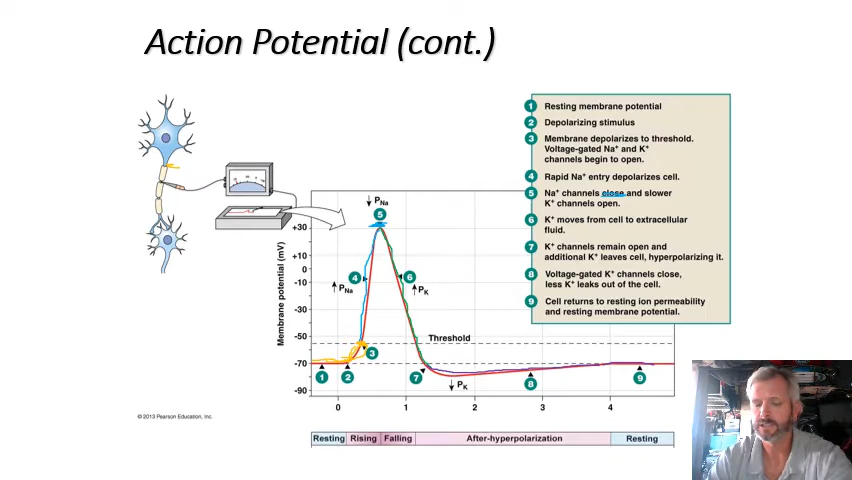 Action Potential (cont.)
1 Resting membrane potential
2 Depolarizing stimulus
3 Membrane depolarizes to threshold.
Voltage-gated Na⁺ and K⁺
channels begin to open.
4 Rapid Na⁺ entry depolarizes cell.
5 Na⁺ channels close and slower
K⁺ channels open.
6 K⁺ moves from cell to extracellular
fluid.
7 K⁺ channels remain open and
additional K⁺ leaves cell, hyperpolarizing it.
8 Voltage-gated K⁺ channels close,
less K⁺ leaks out of the cell.
9 Cell returns to resting ion permeability
and resting membrane potential.
↓ PNa
5
+30
+10
0
-10
-30
-50
-70
-90
Membrane potential (mV)
4
↑ PNa
6
↑ PK
Threshold
3
1
2
7
↓ PK
8
9
0
1
2
3
4
Resting
Rising
Falling
After-hyperpolarization
Resting
© 2013 Pearson Education, Inc.